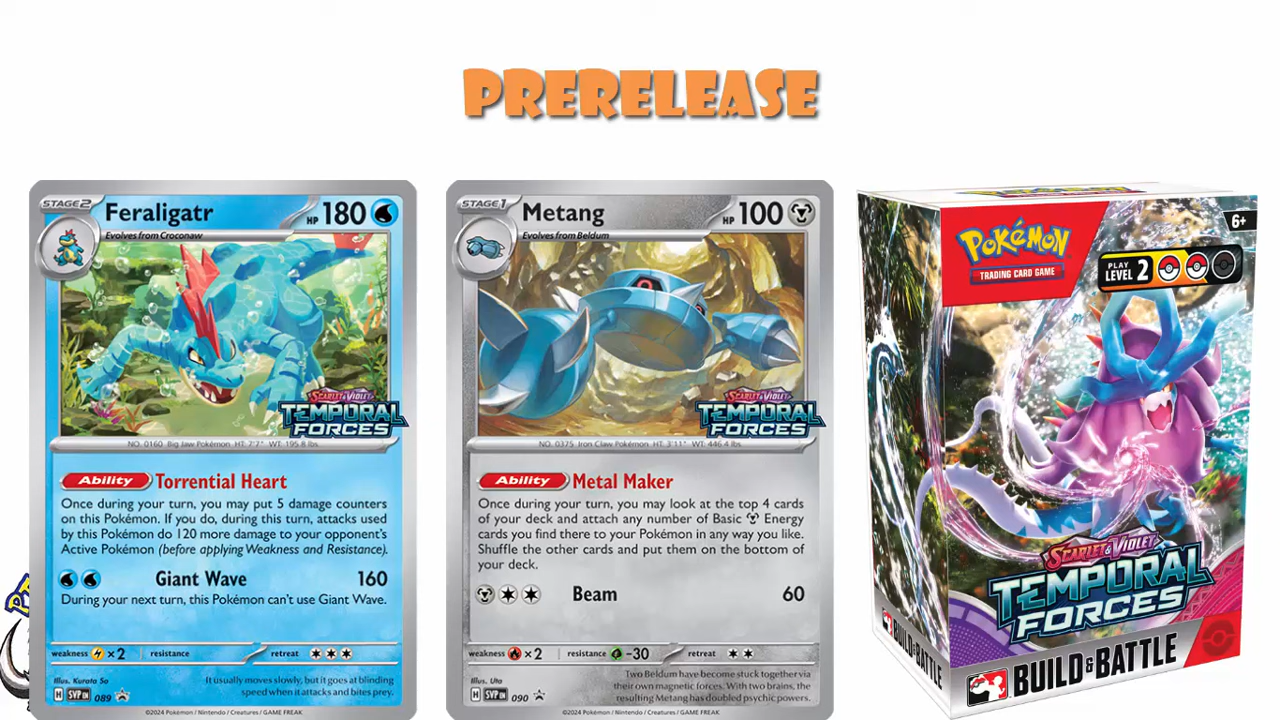 PRERELEASE
STAGE2
Feraligatr
HP 180
Evolves from Croconaw
SCARLET & VIOLET
TEMPORAL
FORCES
NO. 0160 Big Jaw Pokémon HT: 7'7" WT: 195.8 lbs.
Ability Torrential Heart
Once during your turn, you may put 5 damage counters
on this Pokémon. If you do, during this turn, attacks used
by this Pokémon do 120 more damage to your opponent's
Active Pokémon (before applying Weakness and Resistance).
Giant Wave 160
During your next turn, this Pokémon can't use Giant Wave.
weakness ×2 resistance retreat
Illus. Kurata So
It usually moves slowly, but it goes at blinding
speed when it attacks and bites prey.
H SVP EN 089
©2024 Pokémon / Nintendo / Creatures / GAME FREAK
STAGE1
Metang
HP 100
Evolves from Beldum
SCARLET & VIOLET
TEMPORAL
FORCES
NO. 0375 Iron Claw Pokémon HT: 3'11" WT: 446.4 lbs
Ability Metal Maker
Once during your turn, you may look at the top 4 cards
of your deck and attach any number of Basic Energy
cards you find there to your Pokémon in any way you like.
Shuffle the other cards and put them on the bottom of
your deck.
Beam 60
weakness ×2 resistance -30 retreat
Illus. Uta
Two Beldum have become stuck together via
their own magnetic forces. With two brains, the
resulting Metang has doubled psychic powers.
H SVP EN 090
©2024 Pokémon / Nintendo / Creatures / GAME FREAK
6+
POKéMON
TRADING CARD GAME
PLAY
LEVEL 2
SCARLET & VIOLET
TEMPORAL
FORCES
BUILD & BATTLE
BUILD & BATTLE